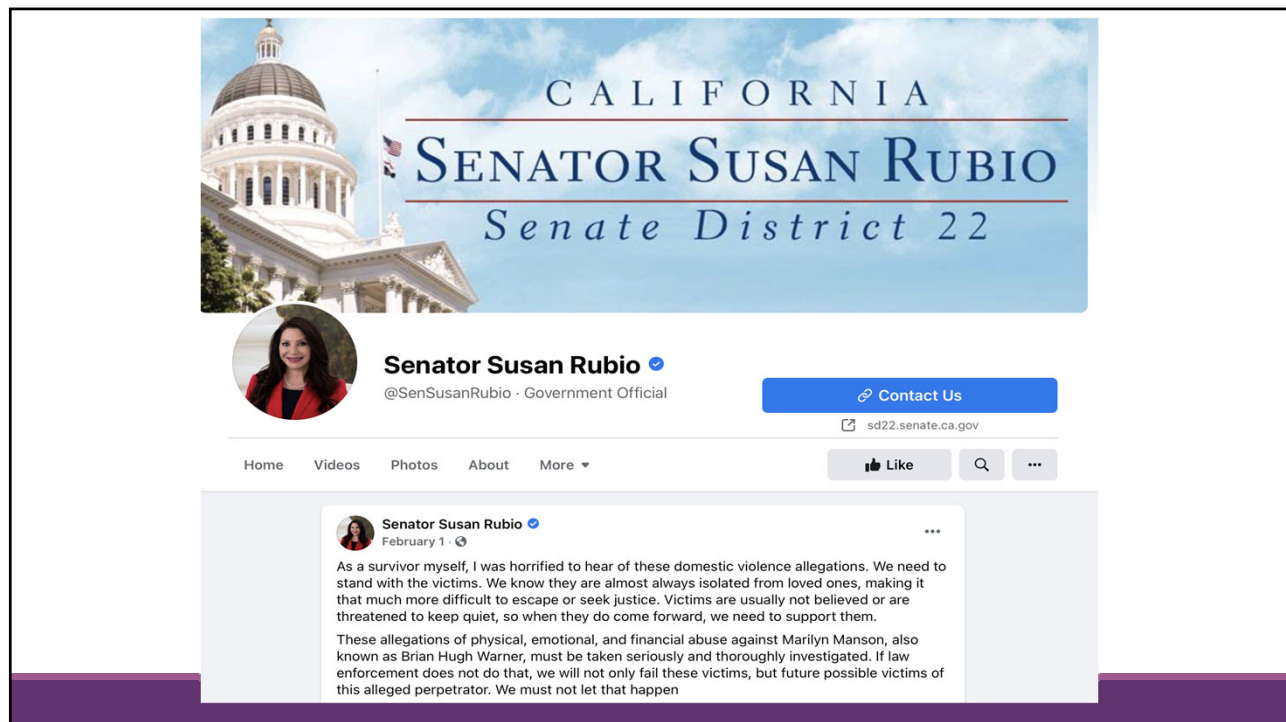 CALIFORNIA
SENATOR SUSAN RUBIO
Senate District 22
Senator Susan Rubio
@SenSusanRubio · Government Official
Contact Us
sd22.senate.ca.gov
Home Videos Photos About More
Like
Senator Susan Rubio
February 1 ·
As a survivor myself, I was horrified to hear of these domestic violence allegations. We need to
stand with the victims. We know they are almost always isolated from loved ones, making it
that much more difficult to escape or seek justice. Victims are usually not believed or are
threatened to keep quiet, so when they do come forward, we need to support them.
These allegations of physical, emotional, and financial abuse against Marilyn Manson, also
known as Brian Hugh Warner, must be taken seriously and thoroughly investigated. If law
enforcement does not do that, we will not only fail these victims, but future possible victims of
this alleged perpetrator. We must not let that happen